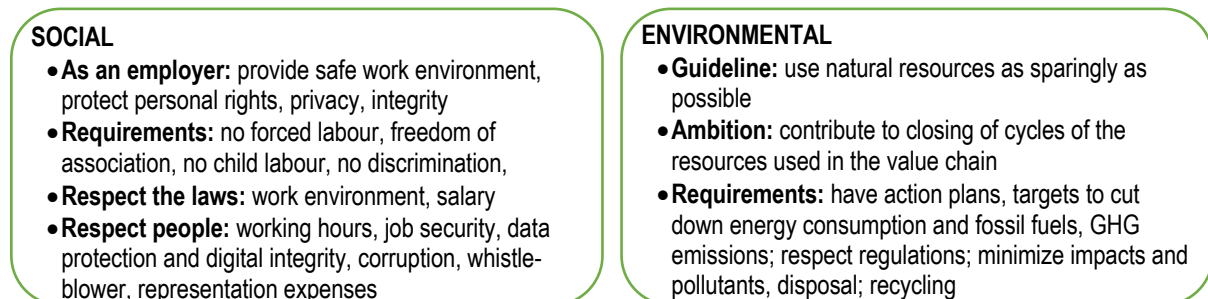 SOCIAL
•As an employer: provide safe work environment,
protect personal rights, privacy, integrity
•Requirements: no forced labour, freedom of
association, no child labour, no discrimination,
•Respect the laws: work environment, salary
•Respect people: working hours, job security, data
protection and digital integrity, corruption, whistle-
blower, representation expenses
ENVIRONMENTAL
•Guideline: use natural resources as sparingly as
possible
•Ambition: contribute to closing of cycles of the
resources used in the value chain
•Requirements: have action plans, targets to cut
down energy consumption and fossil fuels, GHG
emissions; respect regulations; minimize impacts and
pollutants, disposal; recycling